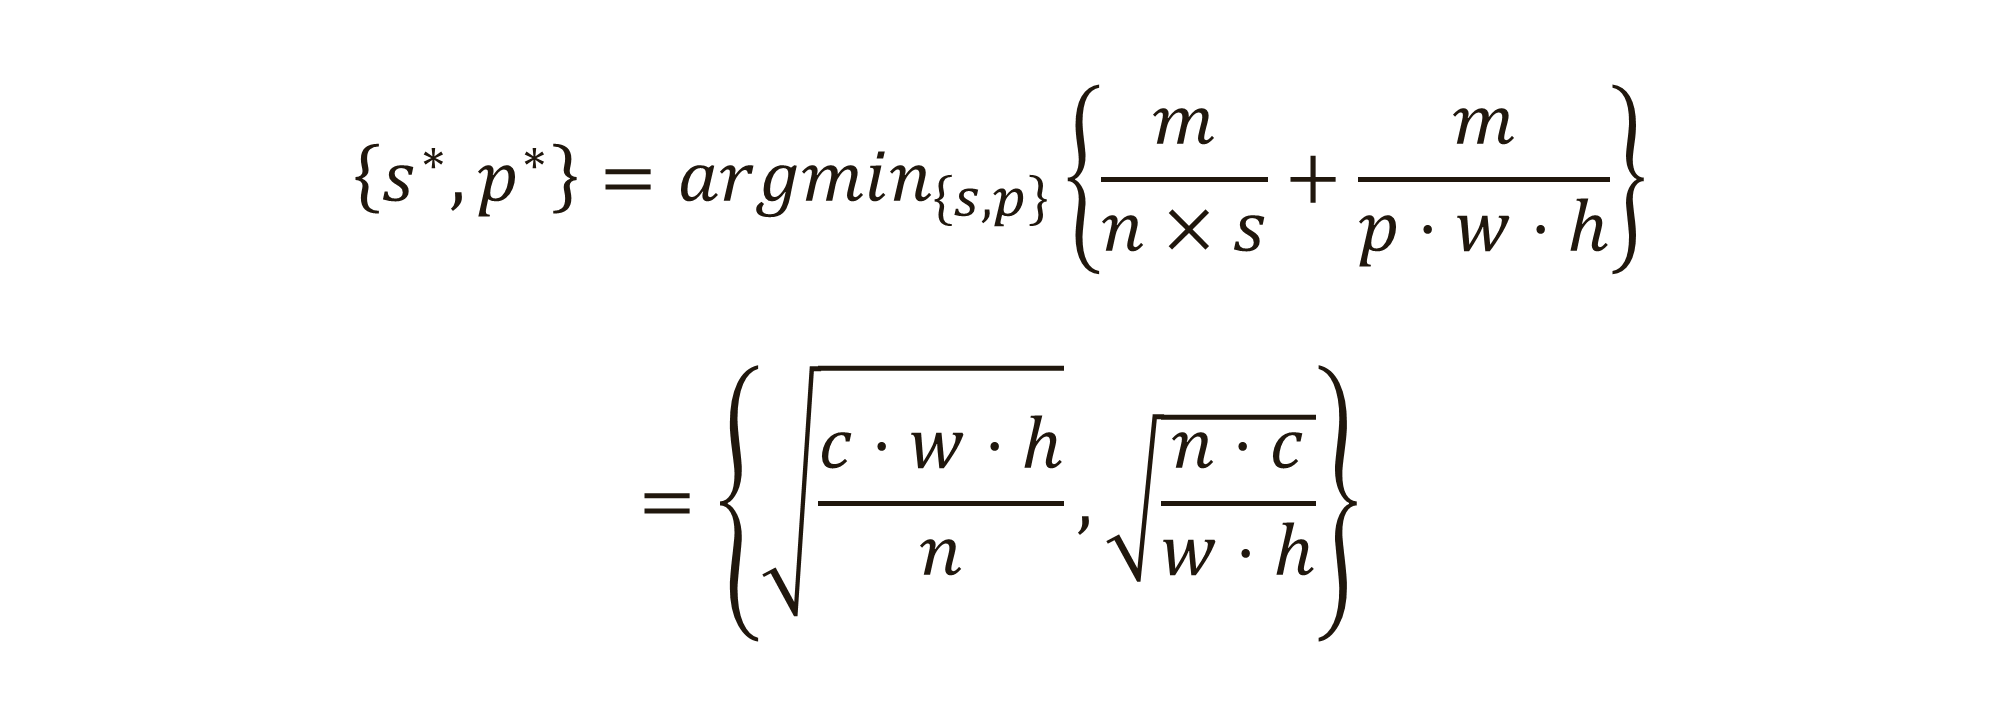 {s*, p*} = argmin_{s,p} { m / (n × s) + m / (p · w · h) }
= { √((c · w · h) / n), √((n · c) / (w · h)) }